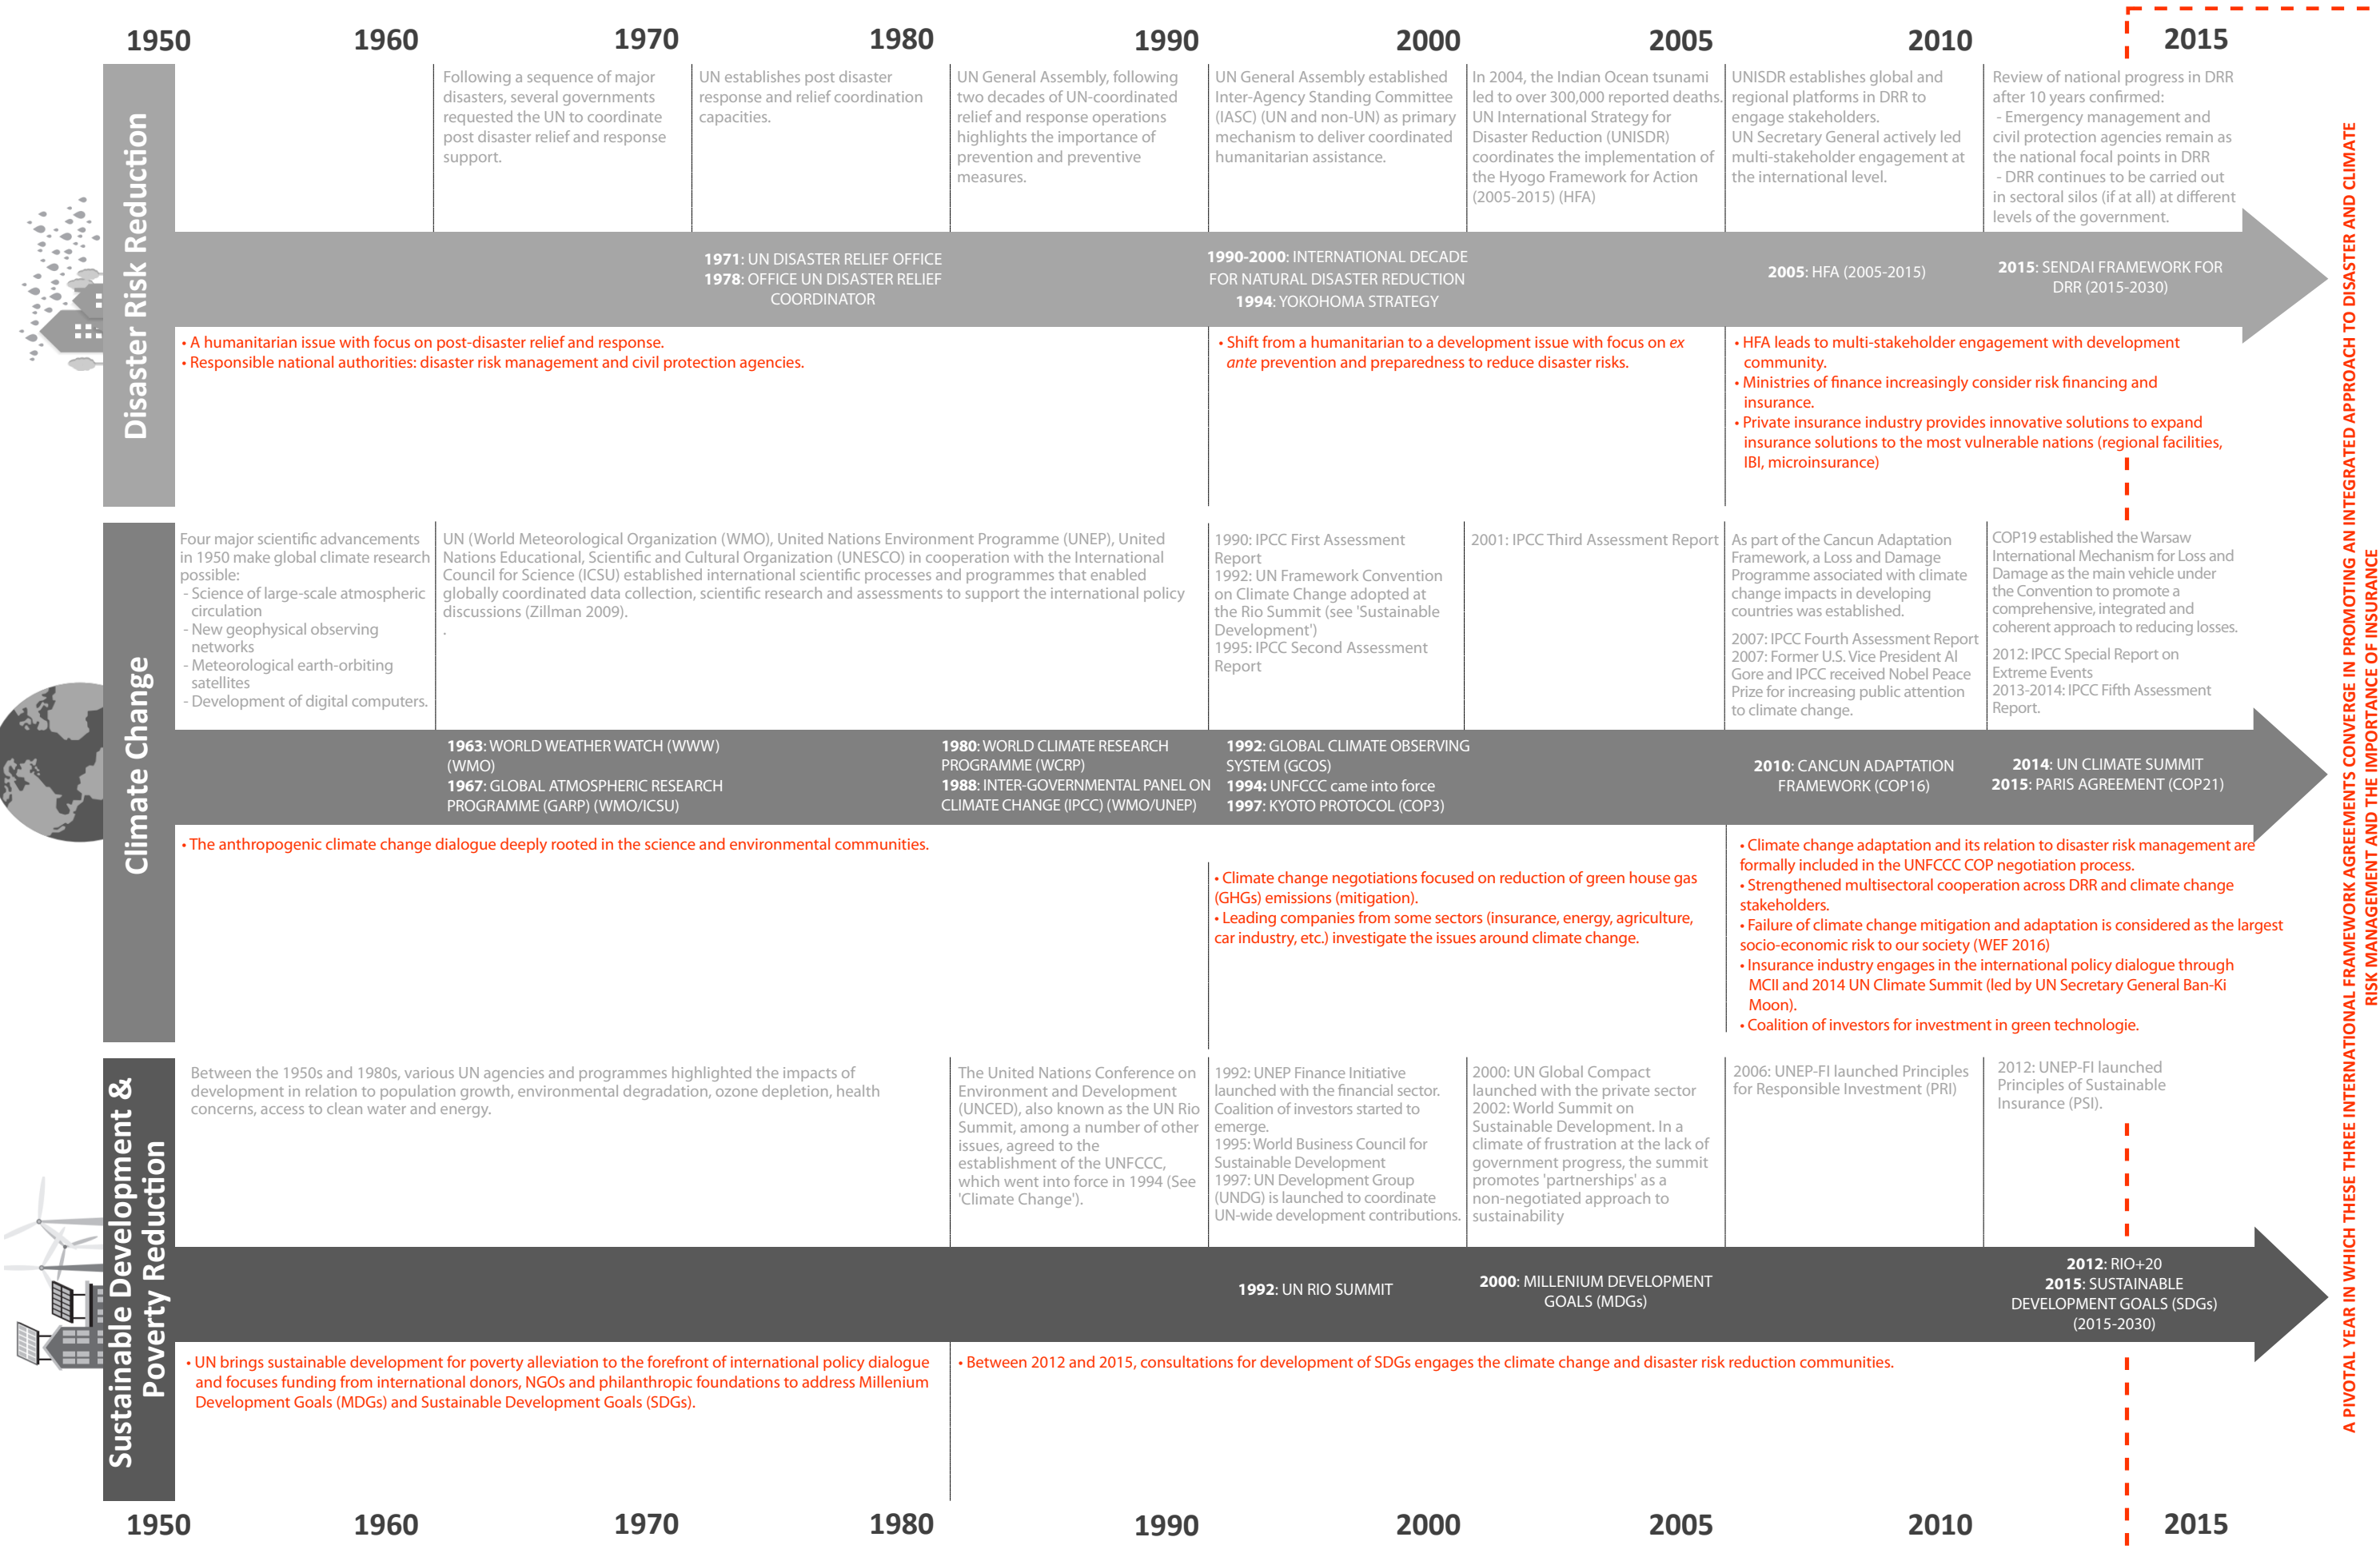 1950 1960 1970 1980 1990 2000 2005 2010 2015
Disaster Risk Reduction
Following a sequence of major
disasters, several governments
requested the UN to coordinate
post disaster relief and response
support.
UN establishes post disaster
response and relief coordination
capacities.
UN General Assembly, following
two decades of UN-coordinated
relief and response operations
highlights the importance of
prevention and preventive
measures.
UN General Assembly established
Inter-Agency Standing Committee
(IASC) (UN and non-UN) as primary
mechanism to deliver coordinated
humanitarian assistance.
In 2004, the Indian Ocean tsunami
led to over 300,000 reported deaths.
UN International Strategy for
Disaster Reduction (UNISDR)
coordinates the implementation of
the Hyogo Framework for Action
(2005-2015) (HFA)
UNISDR establishes global and
regional platforms in DRR to
engage stakeholders.
UN Secretary General actively led
multi-stakeholder engagement at
the international level.
Review of national progress in DRR
after 10 years confirmed:
- Emergency management and
civil protection agencies remain as
the national focal points in DRR
- DRR continues to be carried out
in sectoral silos (if at all) at different
levels of the government.
1971: UN DISASTER RELIEF OFFICE
1978: OFFICE UN DISASTER RELIEF
COORDINATOR
1990-2000: INTERNATIONAL DECADE
FOR NATURAL DISASTER REDUCTION
1994: YOKOHOMA STRATEGY
2005: HFA (2005-2015)
2015: SENDAI FRAMEWORK FOR
DRR (2015-2030)
• A humanitarian issue with focus on post-disaster relief and response.
• Responsible national authorities: disaster risk management and civil protection agencies.
• Shift from a humanitarian to a development issue with focus on ex
ante prevention and preparedness to reduce disaster risks.
• HFA leads to multi-stakeholder engagement with development
community.
• Ministries of finance increasingly consider risk financing and
insurance.
• Private insurance industry provides innovative solutions to expand
insurance solutions to the most vulnerable nations (regional facilities,
IBI, microinsurance)
Climate Change
Four major scientific advancements
in 1950 make global climate research
possible:
- Science of large-scale atmospheric
circulation
- New geophysical observing
networks
- Meteorological earth-orbiting
satellites
- Development of digital computers.
UN (World Meteorological Organization (WMO), United Nations Environment Programme (UNEP), United
Nations Educational, Scientific and Cultural Organization (UNESCO) in cooperation with the International
Council for Science (ICSU) established international scientific processes and programmes that enabled
globally coordinated data collection, scientific research and assessments to support the international policy
discussions (Zillman 2009).
.
1990: IPCC First Assessment
Report
1992: UN Framework Convention
on Climate Change adopted at
the Rio Summit (see 'Sustainable
Development')
1995: IPCC Second Assessment
Report
2001: IPCC Third Assessment Report
As part of the Cancun Adaptation
Framework, a Loss and Damage
Programme associated with climate
change impacts in developing
countries was established.
2007: IPCC Fourth Assessment Report
2007: Former U.S. Vice President Al
Gore and IPCC received Nobel Peace
Prize for increasing public attention
to climate change.
COP19 established the Warsaw
International Mechanism for Loss and
Damage as the main vehicle under
the Convention to promote a
comprehensive, integrated and
coherent approach to reducing losses.
2012: IPCC Special Report on
Extreme Events
2013-2014: IPCC Fifth Assessment
Report.
1963: WORLD WEATHER WATCH (WWW)
(WMO)
1967: GLOBAL ATMOSPHERIC RESEARCH
PROGRAMME (GARP) (WMO/ICSU)
1980: WORLD CLIMATE RESEARCH
PROGRAMME (WCRP)
1988: INTER-GOVERNMENTAL PANEL ON
CLIMATE CHANGE (IPCC) (WMO/UNEP)
1992: GLOBAL CLIMATE OBSERVING
SYSTEM (GCOS)
1994: UNFCCC came into force
1997: KYOTO PROTOCOL (COP3)
2010: CANCUN ADAPTATION
FRAMEWORK (COP16)
2014: UN CLIMATE SUMMIT
2015: PARIS AGREEMENT (COP21)
• The anthropogenic climate change dialogue deeply rooted in the science and environmental communities.
• Climate change negotiations focused on reduction of green house gas
(GHGs) emissions (mitigation).
• Leading companies from some sectors (insurance, energy, agriculture,
car industry, etc.) investigate the issues around climate change.
• Climate change adaptation and its relation to disaster risk management are
formally included in the UNFCCC COP negotiation process.
• Strengthened multisectoral cooperation across DRR and climate change
stakeholders.
• Failure of climate change mitigation and adaptation is considered as the largest
socio-economic risk to our society (WEF 2016)
• Insurance industry engages in the international policy dialogue through
MCII and 2014 UN Climate Summit (led by UN Secretary General Ban-Ki
Moon).
• Coalition of investors for investment in green technologie.
Sustainable Development &
Poverty Reduction
Between the 1950s and 1980s, various UN agencies and programmes highlighted the impacts of
development in relation to population growth, environmental degradation, ozone depletion, health
concerns, access to clean water and energy.
The United Nations Conference on
Environment and Development
(UNCED), also known as the UN Rio
Summit, among a number of other
issues, agreed to the
establishment of the UNFCCC,
which went into force in 1994 (See
'Climate Change').
1992: UNEP Finance Initiative
launched with the financial sector.
Coalition of investors started to
emerge.
1995: World Business Council for
Sustainable Development
1997: UN Development Group
(UNDG) is launched to coordinate
UN-wide development contributions.
2000: UN Global Compact
launched with the private sector
2002: World Summit on
Sustainable Development. In a
climate of frustration at the lack of
government progress, the summit
promotes 'partnerships' as a
non-negotiated approach to
sustainability
2006: UNEP-FI launched Principles
for Responsible Investment (PRI)
2012: UNEP-FI launched
Principles of Sustainable
Insurance (PSI).
1992: UN RIO SUMMIT
2000: MILLENIUM DEVELOPMENT
GOALS (MDGs)
2012: RIO+20
2015: SUSTAINABLE
DEVELOPMENT GOALS (SDGs)
(2015-2030)
• UN brings sustainable development for poverty alleviation to the forefront of international policy dialogue
and focuses funding from international donors, NGOs and philanthropic foundations to address Millenium
Development Goals (MDGs) and Sustainable Development Goals (SDGs).
• Between 2012 and 2015, consultations for development of SDGs engages the climate change and disaster risk reduction communities.
A PIVOTAL YEAR IN WHICH THESE THREE INTERNATIONAL FRAMEWORK AGREEMENTS CONVERGE IN PROMOTING AN INTEGRATED APPROACH TO DISASTER AND CLIMATE
RISK MANAGEMENT AND THE IMPORTANCE OF INSURANCE
1950 1960 1970 1980 1990 2000 2005 2010 2015